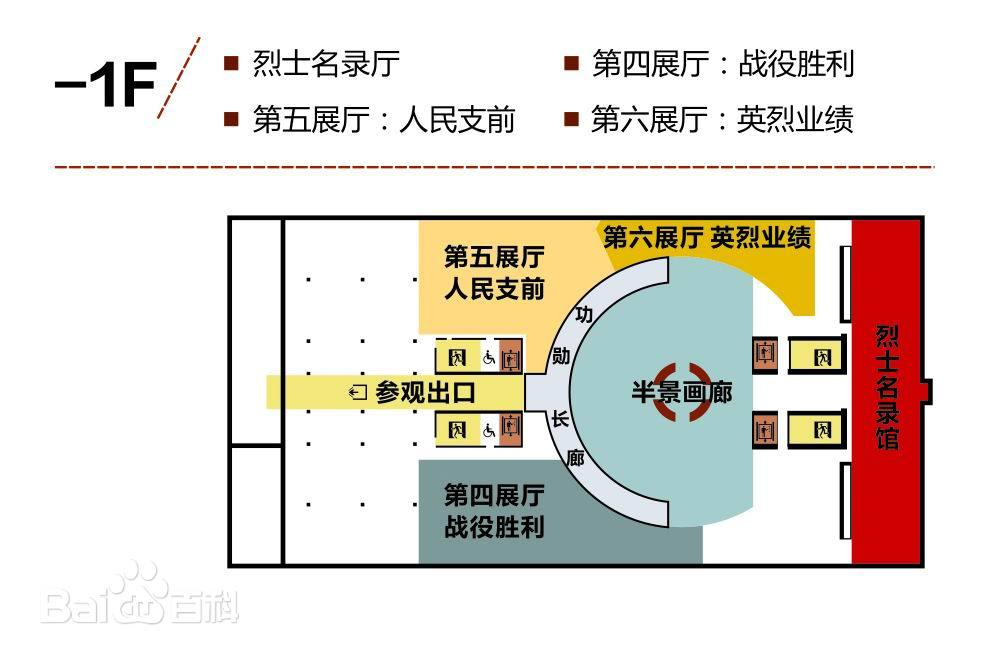 -1F
烈士名录厅
第四展厅：战役胜利
第五展厅：人民支前
第六展厅：英烈业绩
第六展厅 英烈业绩
第五展厅
人民支前
功勋长廊
烈士名录馆
参观出口
半景画廊
第四展厅
战役胜利
Bai百科